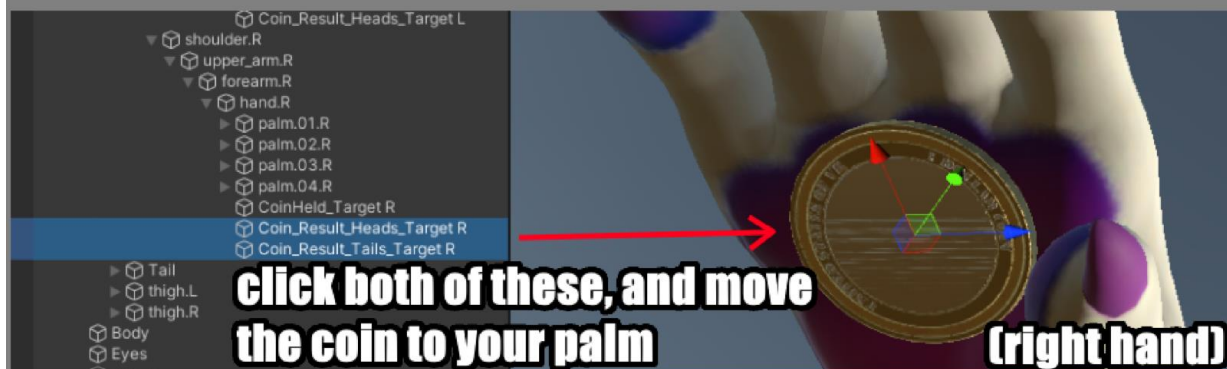 Coin_Result_Heads_Target L
shoulder.R
upper_arm.R
forearm.R
hand.R
palm.01.R
palm.02.R
palm.03.R
palm.04.R
CoinHeld_Target R
Coin_Result_Heads_Target R
Coin_Result_Tails_Target R
Tail
thigh.L
thigh.R
Body
Eyes
click both of these, and move
the coin to your palm
(right hand)